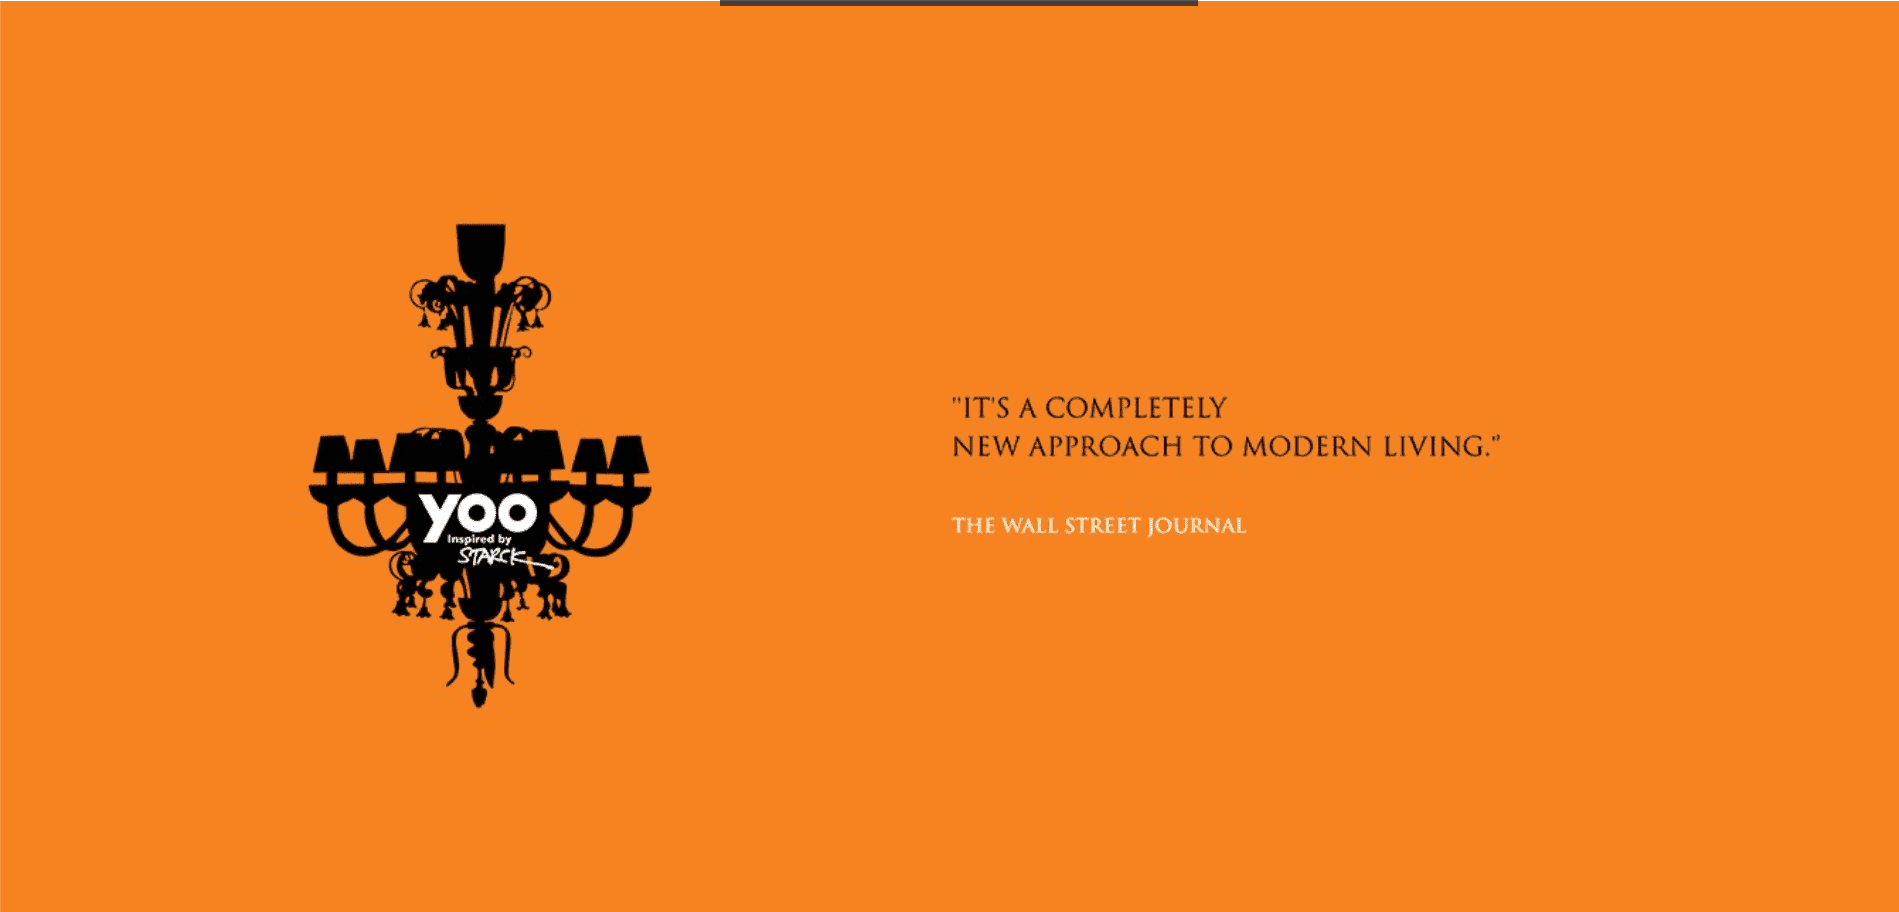 yoo
Inspired by
STARCK
"IT'S A COMPLETELY
NEW APPROACH TO MODERN LIVING."
THE WALL STREET JOURNAL